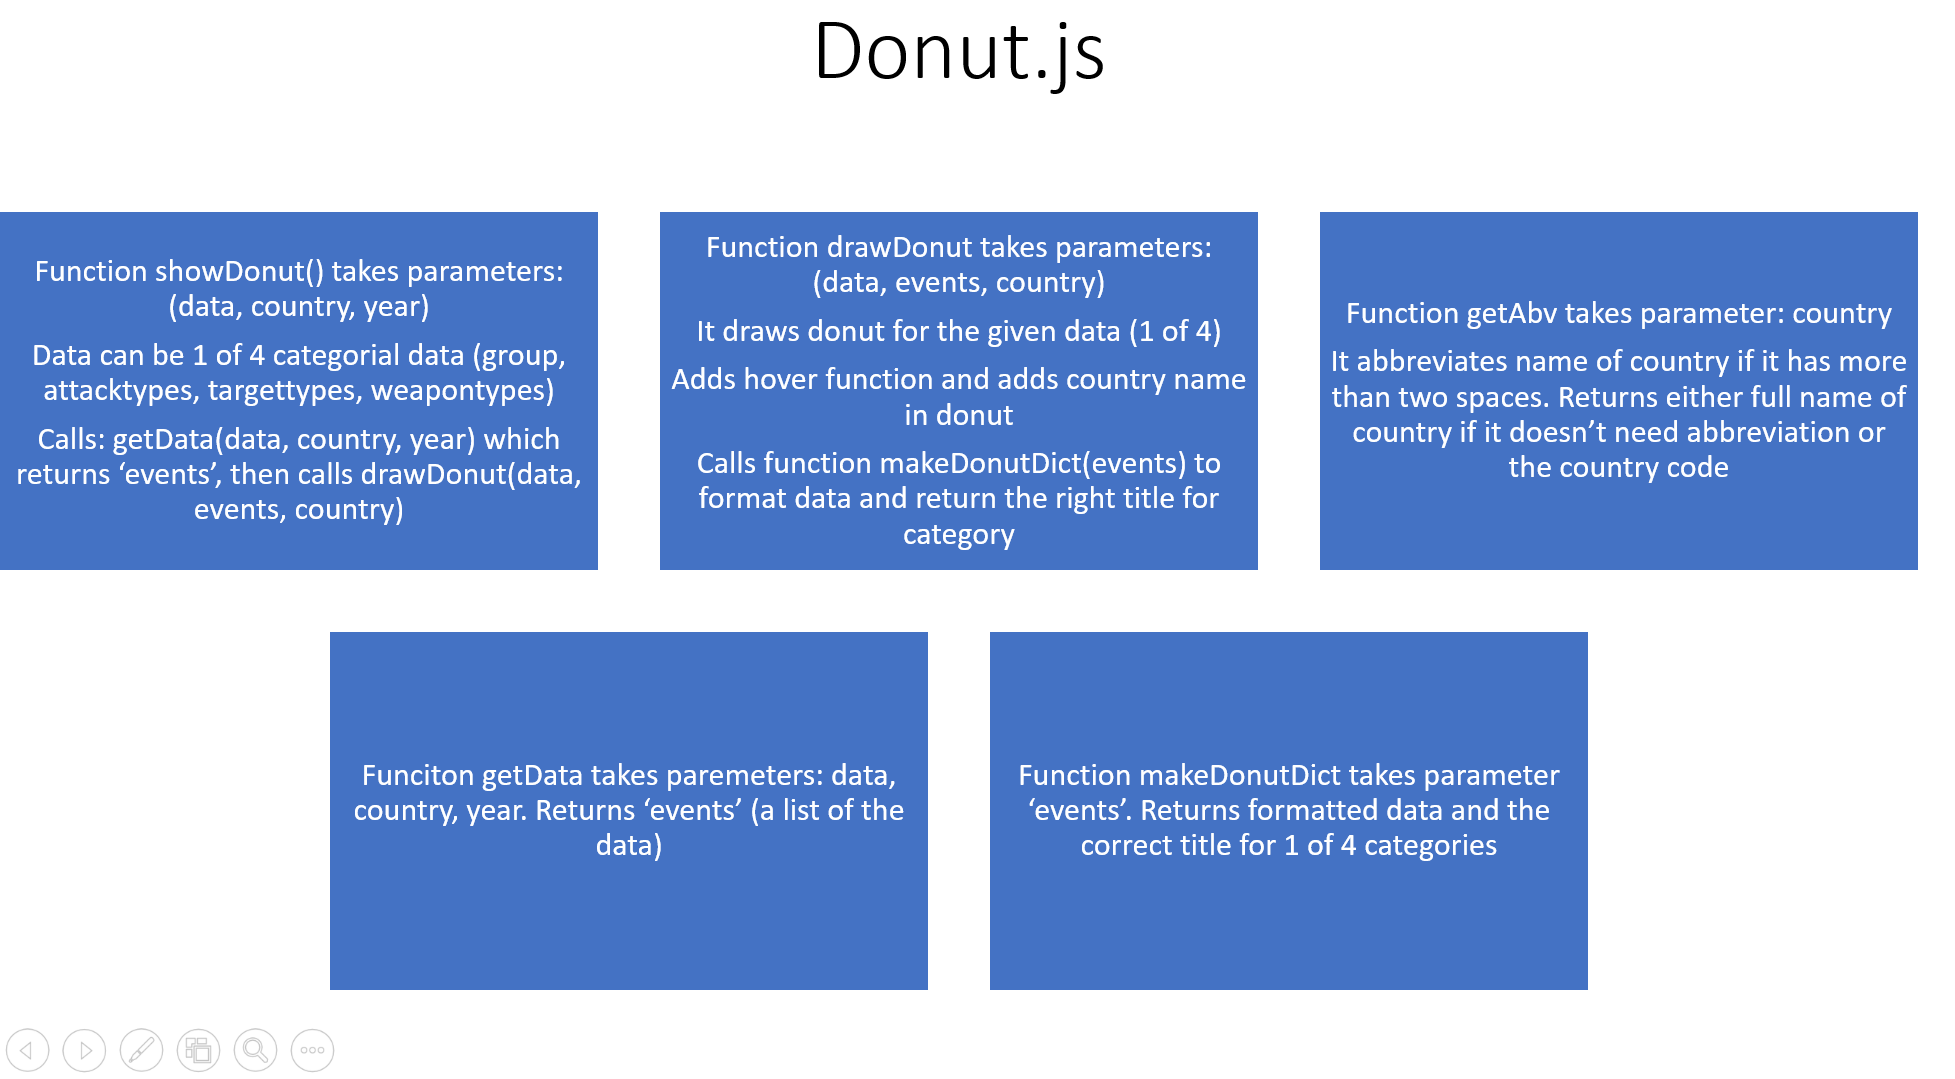 Donut.js
Function showDonut() takes parameters:
(data, country, year)
Data can be 1 of 4 categorial data (group,
attacktypes, targettypes, weapontypes)
Calls: getData(data, country, year) which
returns ‘events’, then calls drawDonut(data,
events, country)
Function drawDonut takes parameters:
(data, events, country)
It draws donut for the given data (1 of 4)
Adds hover function and adds country name
in donut
Calls function makeDonutDict(events) to
format data and return the right title for
category
Function getAbv takes parameter: country
It abbreviates name of country if it has more
than two spaces. Returns either full name of
country if it doesn’t need abbreviation or
the country code
Funciton getData takes paremeters: data,
country, year. Returns ‘events’ (a list of the
data)
Function makeDonutDict takes parameter
‘events’. Returns formatted data and the
correct title for 1 of 4 categories